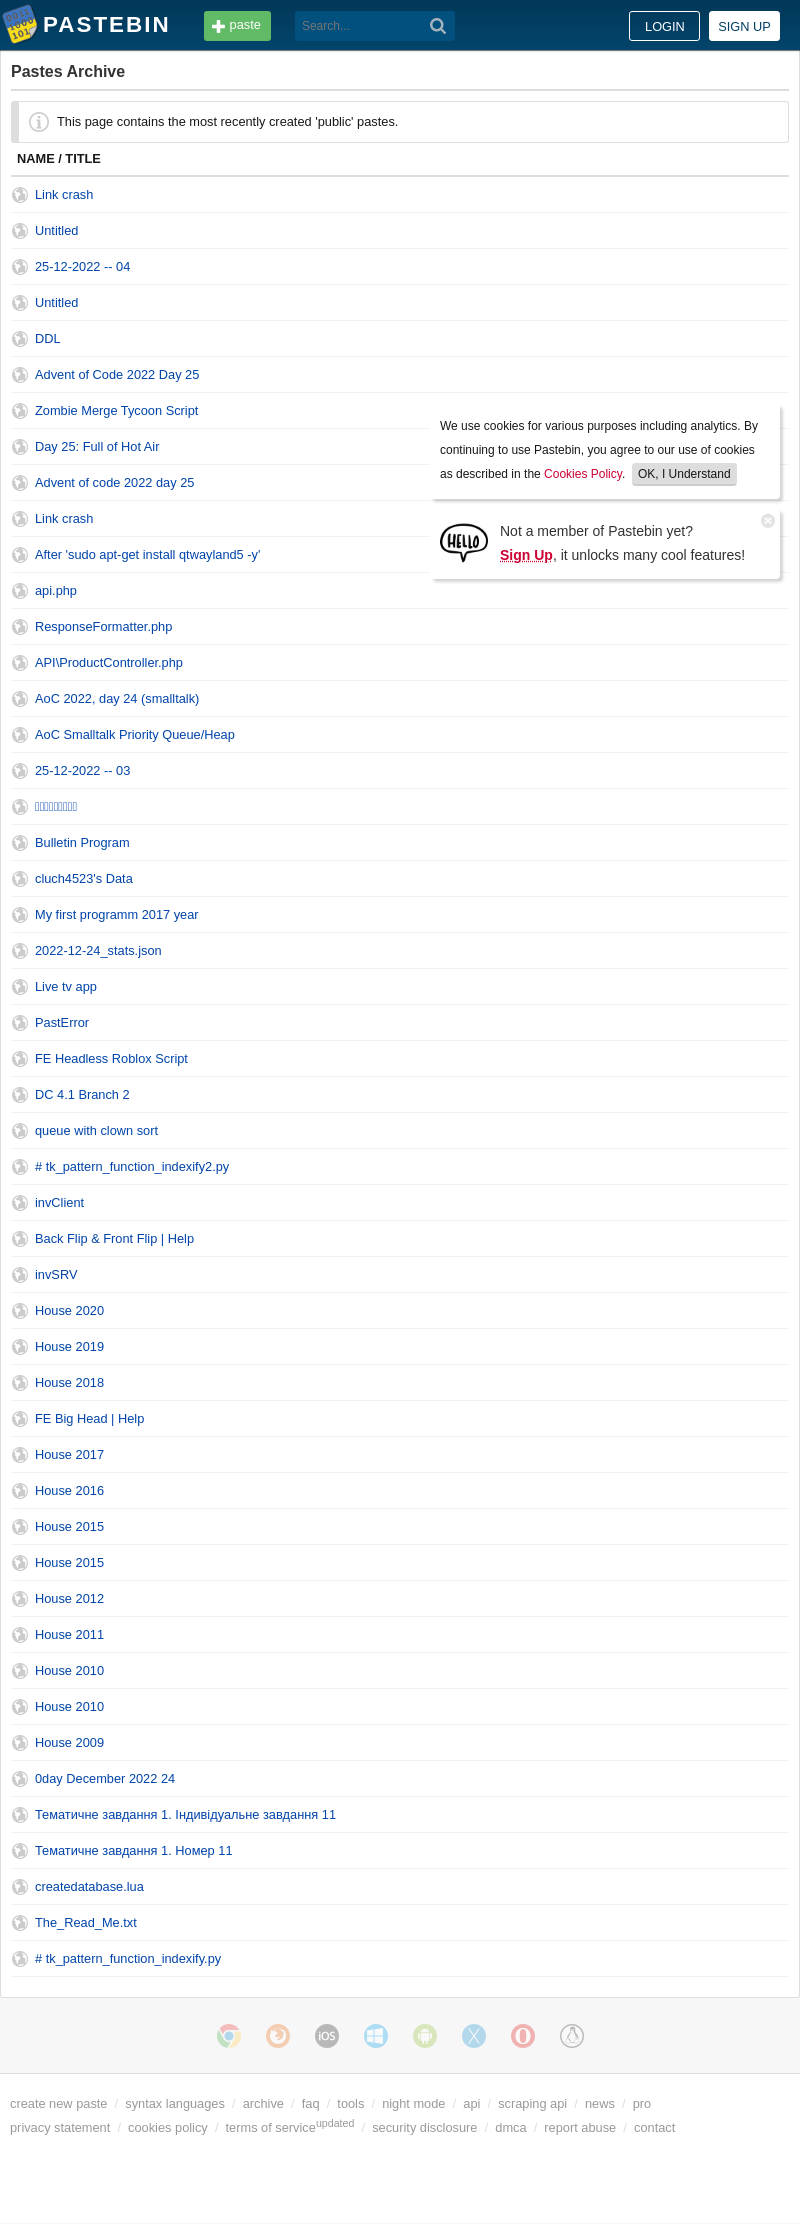 PASTEBIN
paste
Search...
LOGIN
SIGN UP
Pastes Archive
This page contains the most recently created 'public' pastes.
NAME / TITLE
Link crash
Untitled
25-12-2022 -- 04
Untitled
DDL
Advent of Code 2022 Day 25
Zombie Merge Tycoon Script
Day 25: Full of Hot Air
Advent of code 2022 day 25
Link crash
After 'sudo apt-get install qtwayland5 -y'
We use cookies for various purposes including analytics. By
continuing to use Pastebin, you agree to our use of cookies
as described in the Cookies Policy. OK, I Understand
HELLO
Not a member of Pastebin yet?
Sign Up, it unlocks many cool features!
api.php
ResponseFormatter.php
API\ProductController.php
AoC 2022, day 24 (smalltalk)
AoC Smalltalk Priority Queue/Heap
25-12-2022 -- 03
Bulletin Program
cluch4523's Data
My first programm 2017 year
2022-12-24_stats.json
Live tv app
PastError
FE Headless Roblox Script
DC 4.1 Branch 2
queue with clown sort
# tk_pattern_function_indexify2.py
invClient
Back Flip & Front Flip | Help
invSRV
House 2020
House 2019
House 2018
FE Big Head | Help
House 2017
House 2016
House 2015
House 2015
House 2012
House 2011
House 2010
House 2010
House 2009
0day December 2022 24
Тематичне завдання 1. Індивідуальне завдання 11
Тематичне завдання 1. Номер 11
createdatabase.lua
The_Read_Me.txt
# tk_pattern_function_indexify.py
iOS
create new paste / syntax languages / archive / faq / tools / night mode / api / scraping api / news / pro
privacy statement / cookies policy / terms of service updated / security disclosure / dmca / report abuse / contact